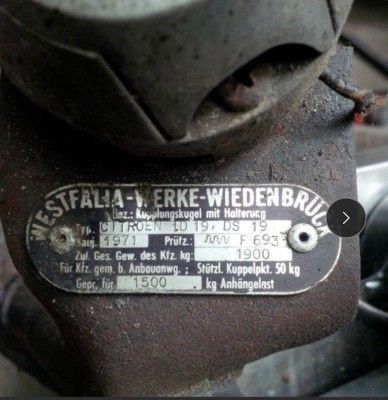 WESTFALIA-WERKE-WIEDENBRÜCK
Bez.: Kupplungskugel mit Halterung
Typ. CITROEN ID 19, DS 19
Bauj. 1971 Prüfz.: F 693
Zul. Ges. Gew. des Kfz. kg: 1900
Für Kfz. gem. b. Anbauanwg. ; Stützl. Kuppelpkt. 50 kg
Gepr. für 1500 kg Anhängelast